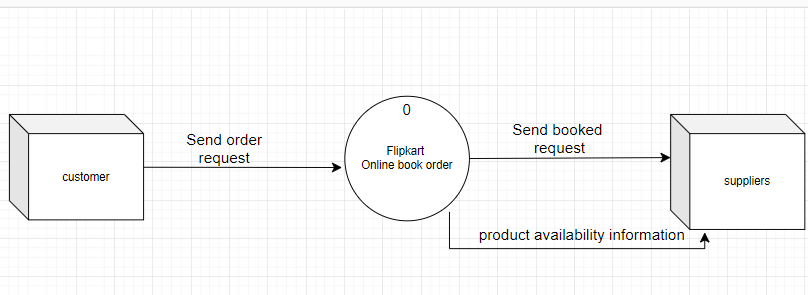 0
Send order
request
customer
Flipkart
Online book order
Send booked
request
suppliers
product availability information